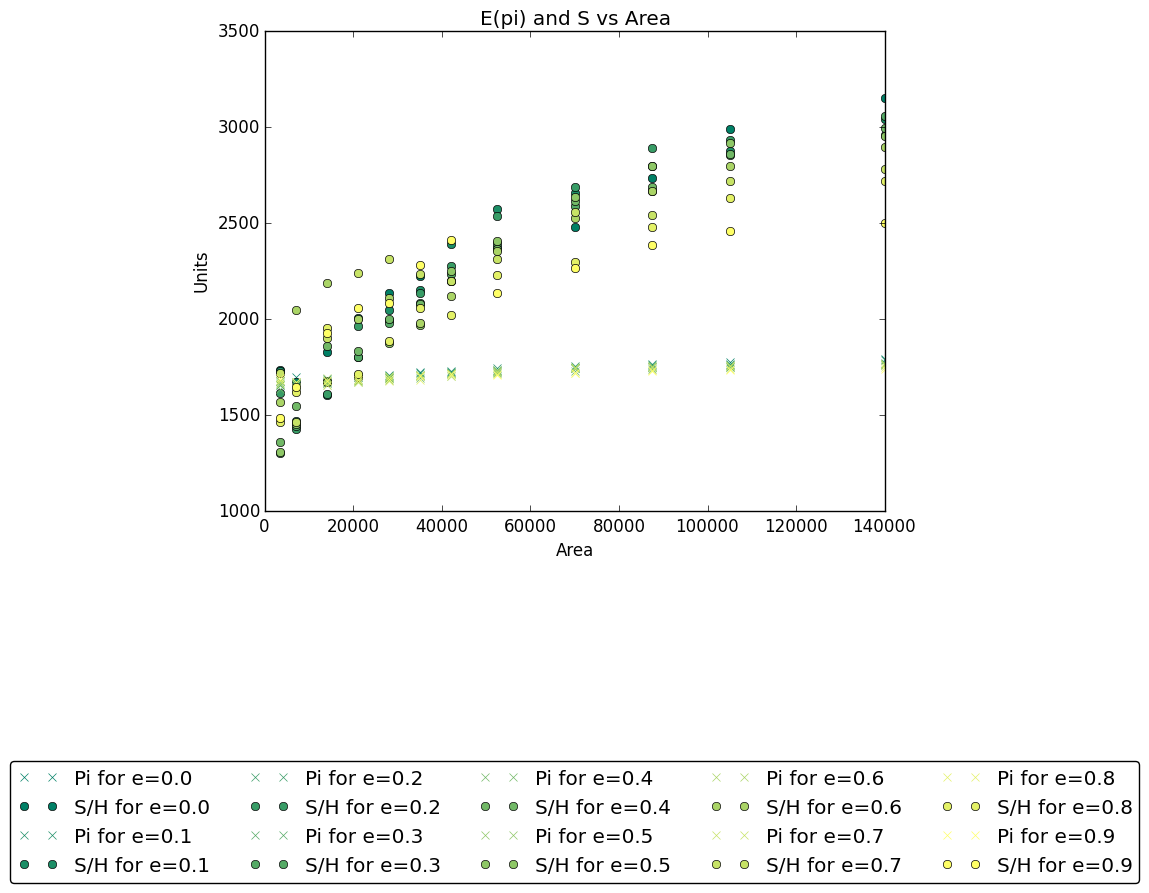 E(pi) and S vs Area
3500
3000
2500
2000
1500
1000
Units
0 20000 40000 60000 80000 100000 120000 140000
Area
Pi for e=0.0 Pi for e=0.2 Pi for e=0.4 Pi for e=0.6 Pi for e=0.8
S/H for e=0.0 S/H for e=0.2 S/H for e=0.4 S/H for e=0.6 S/H for e=0.8
Pi for e=0.1 Pi for e=0.3 Pi for e=0.5 Pi for e=0.7 Pi for e=0.9
S/H for e=0.1 S/H for e=0.3 S/H for e=0.5 S/H for e=0.7 S/H for e=0.9